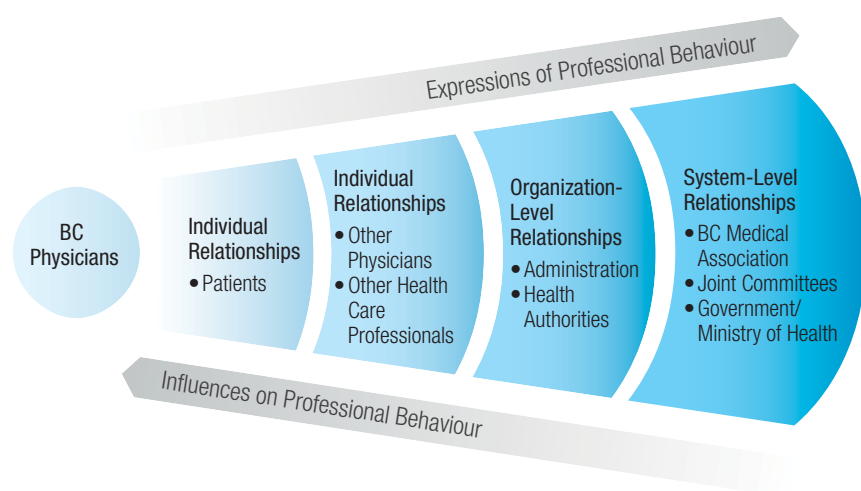 Expressions of Professional Behaviour
BC
Physicians
Individual
Relationships
• Patients
Individual
Relationships
• Other
Physicians
• Other Health
Care
Professionals
Organization-
Level
Relationships
• Administration
• Health
Authorities
System-Level
Relationships
• BC Medical
Association
• Joint Committees
• Government/
Ministry of Health
Influences on Professional Behaviour